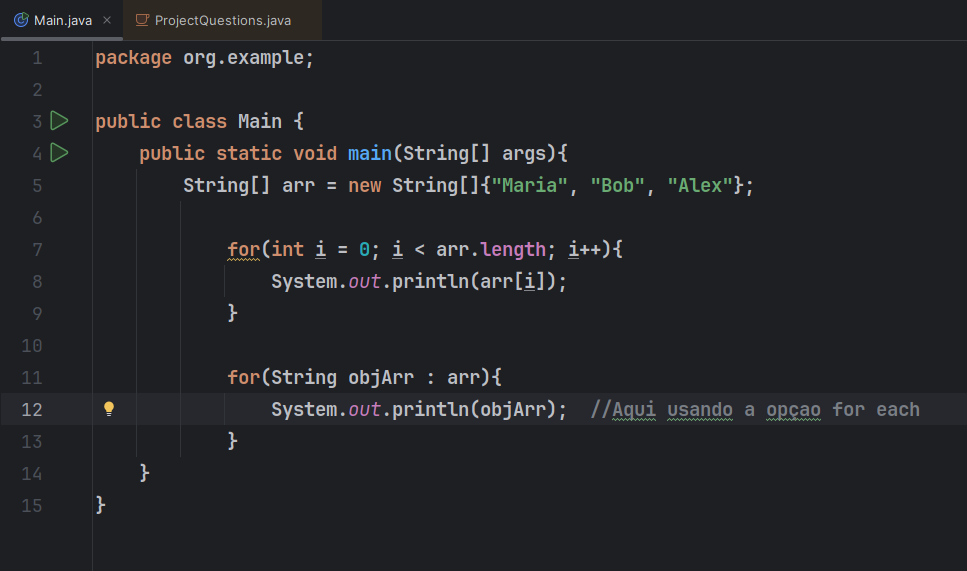 Main.java × ProjectQuestions.java
1 package org.example;
2
3 public class Main {
4 public static void main(String[] args){
5 String[] arr = new String[]{"Maria", "Bob", "Alex"};
6
7 for(int i = 0; i < arr.length; i++){
8 System.out.println(arr[i]);
9 }
10
11 for(String objArr : arr){
12 System.out.println(objArr); //Aqui usando a opçao for each
13 }
14 }
15 }